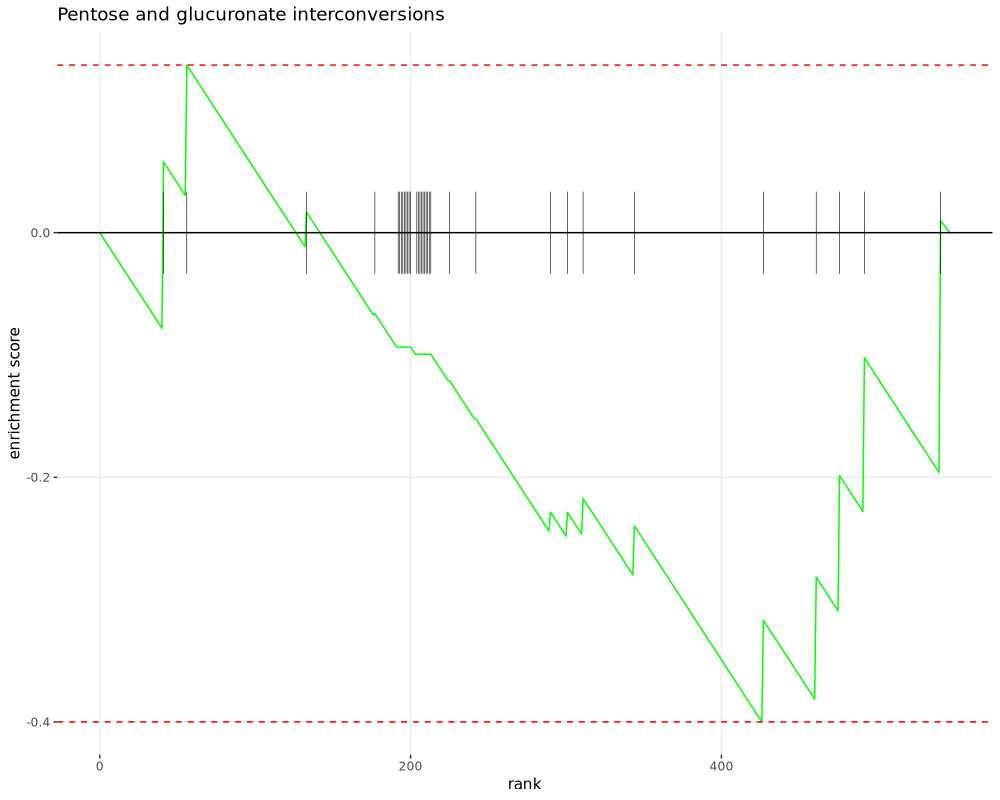 Pentose and glucuronate interconversions
enrichment score
0.0
-0.2
-0.4
0
200
400
rank